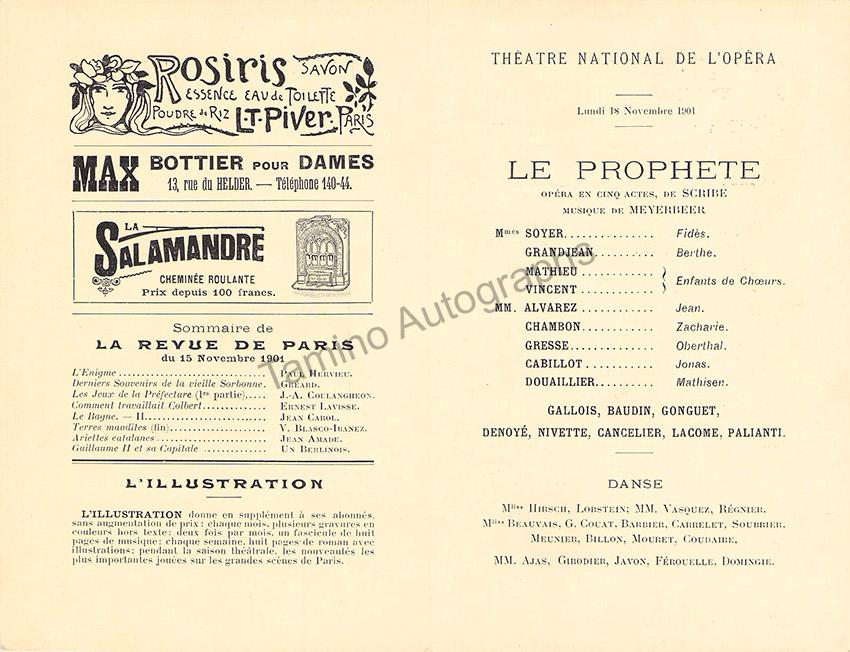 Rosiris SAVON
ESSENCE EAU de TOILETTE
POUDRE de RIZ L.T. PIVER. PARIS
MAX BOTTIER POUR DAMES
13, rue du HELDER. — Téléphone 140-44.
LA
SALAMANDRE
CHEMINÉE ROULANTE
Prix depuis 100 francs.
Sommaire de
LA REVUE DE PARIS
du 15 Novembre 1901
L'Enigme ........ PAUL HERVIEU.
Derniers Souvenirs de la vieille Sorbonne. GRÉARD.
Les Jeux de la Préfecture (1re partie).... J.-A. COULANGHEON.
Comment travaillait Colbert........ ERNEST LAVISSE.
Le Bagne. — II........ JEAN CAROL.
Terres maudites (fin)........ V. BLASCO-IBANEZ.
Ariettes catalanes........ JEAN AMADE.
Guillaume II et sa Capitale ........ UN BERLINOIS.
L'ILLUSTRATION
L'ILLUSTRATION donne en supplément à ses abonnés,
sans augmentation de prix : chaque mois, plusieurs gravures en
couleurs hors texte; deux fois par mois, un fascicule de huit
pages de musique; chaque semaine, huit pages de roman avec
illustrations; pendant la saison théâtrale, les nouveautés les
plus importantes jouées sur les grandes scènes de Paris.
THÉATRE NATIONAL DE L'OPÉRA
Lundi 18 Novembre 1901
LE PROPHETE
OPÉRA EN CINQ ACTES, DE SCRIBE
MUSIQUE DE MEYERBEER
Mmes SOYER.............. Fidès.
GRANDJEAN........... Berthe.
MATHIEU ...........
VINCENT ........... } Enfants de Chœurs.
MM. ALVAREZ ............ Jean.
CHAMBON............. Zacharie.
GRESSE.............. Oberthal.
CABILLOT ........... Jonas.
DOUAILLIER.......... Mathisen.
GALLOIS, BAUDIN, GONGUET,
DENOYÉ, NIVETTE, CANCELIER, LACOME, PALIANTI.
DANSE
Mlles HIRSCH, LOBSTEIN; MM. VASQUEZ, RÉGNIER.
Mlles BEAUVAIS, G. COUAT, BARBIER, CARRELET, SOUBRIER,
MEUNIER, BILLON, MOURET, COUDAIRE.
MM. AJAS, GIRODIER, JAVON, FÉROUELLE, DOMINGIE.
Tamino Autographs